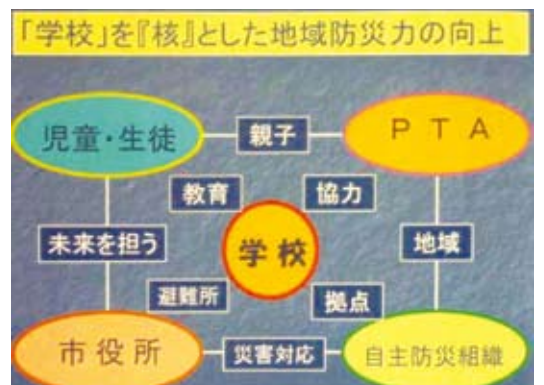 「学校」を『核』とした地域防災力の向上
児童・生徒
親子
PTA
教育
協力
未来を担う
学校
地域
避難所
拠点
市役所
災害対応
自主防災組織